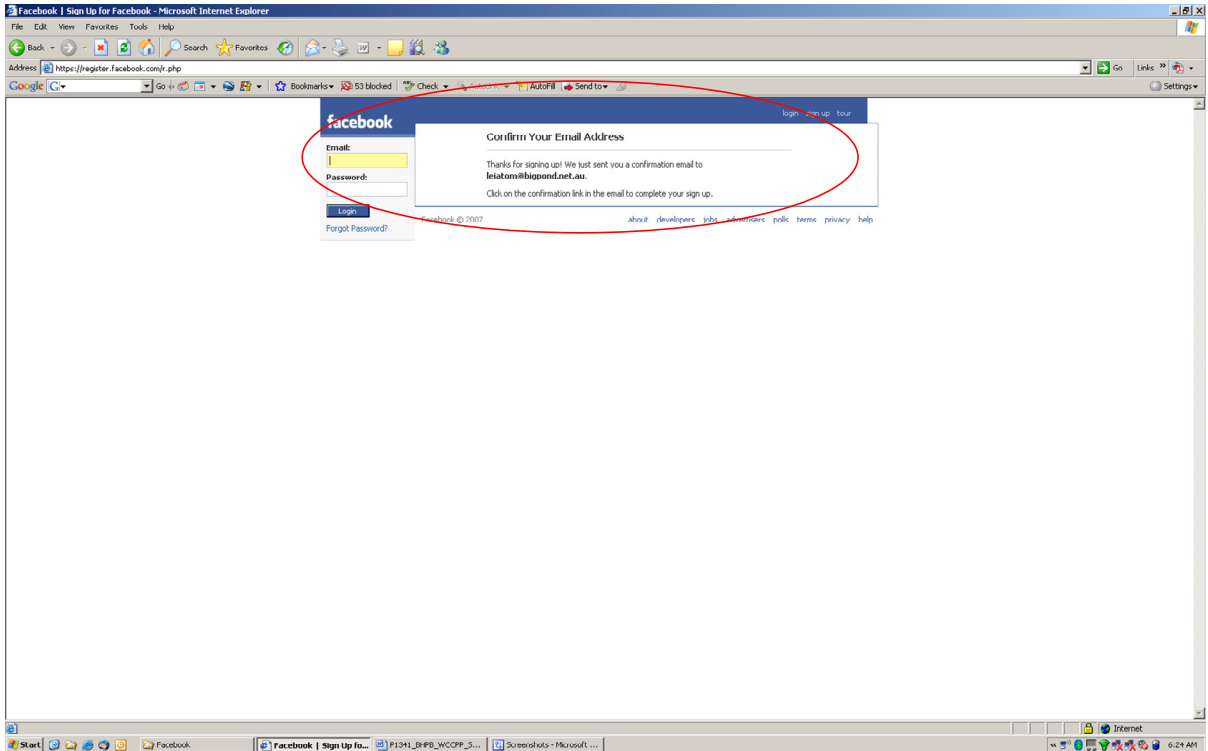 Facebook | Sign Up for Facebook - Microsoft Internet Explorer
File Edit View Favorites Tools Help
Back Search Favorites
Address https://register.facebook.com/r.php Go Links »
Google G Go Bookmarks 53 blocked Check AutoLink AutoFill Send to Settings
facebook
login sign up tour
Email:
Password:
Login
Forgot Password?
Confirm Your Email Address
Thanks for signing up! We just sent you a confirmation email to
leiatom@bigpond.net.au.
Click on the confirmation link in the email to complete your sign up.
Facebook © 2007 about developers jobs advertisers polls terms privacy help
Internet
Start Facebook Facebook | Sign Up fo... P1341_BHPB_WCCPP_S... Screenshots - Microsoft ... 6:24 AM